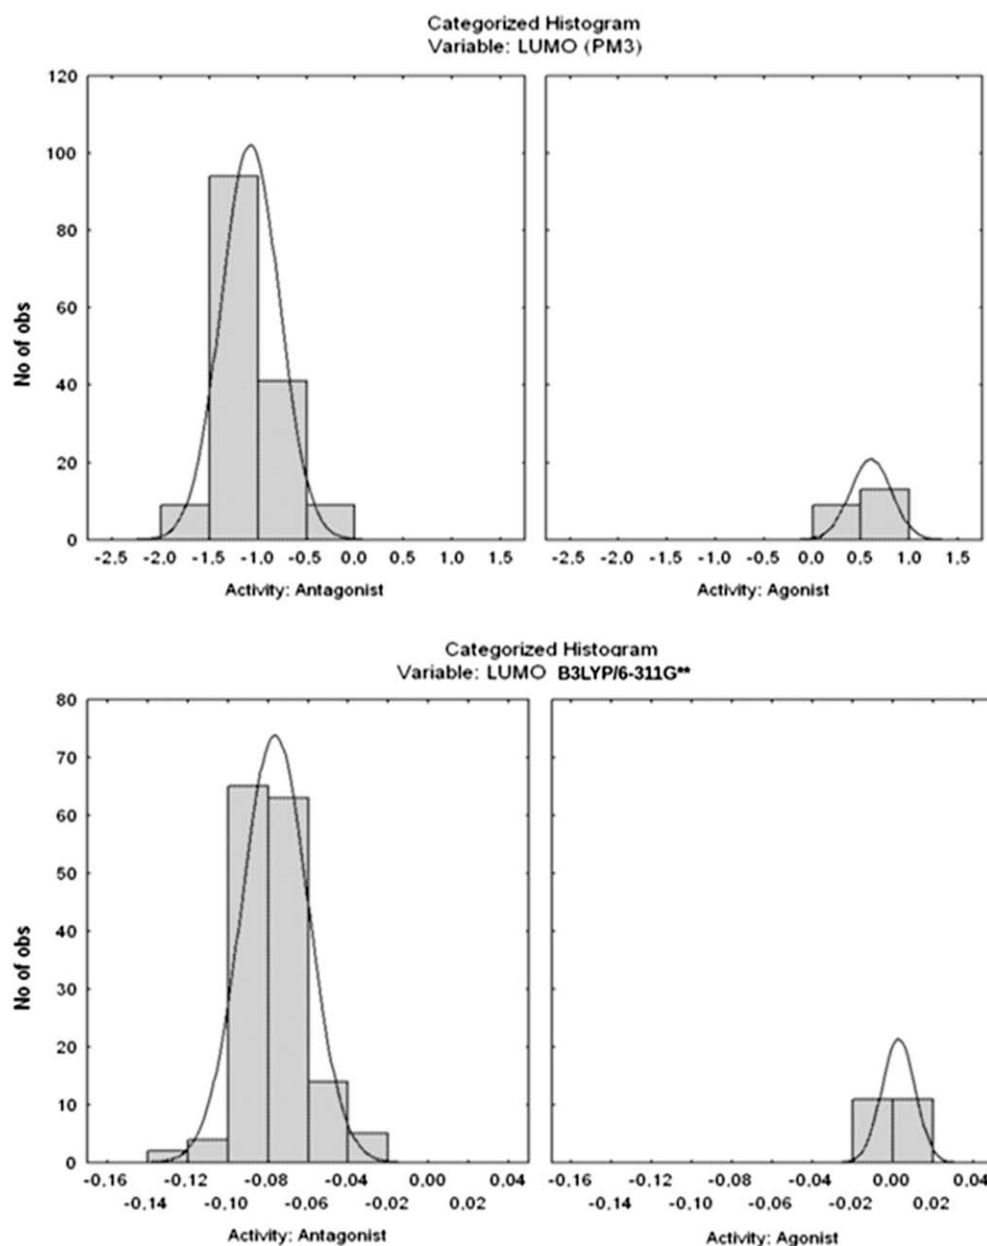 Categorized Histogram
Variable: LUMO (PM3)
120
100
80
60
40
20
0
No of obs
-2,5 -2,0 -1,5 -1,0 -0,5 0,0 0,5 1,0 1,5
-2,5 -2,0 -1,5 -1,0 -0,5 0,0 0,5 1,0 1,5
Activity: Antagonist
Activity: Agonist
Categorized Histogram
Variable: LUMO B3LYP/6-311G**
80
70
60
50
40
30
20
10
0
No of obs
-0,16 -0,12 -0,08 -0,04 0,00 0,04
-0,14 -0,10 -0,06 -0,02 0,02
-0,16 -0,12 -0,08 -0,04 0,00 0,04
-0,14 -0,10 -0,06 -0,02 0,02
Activity: Antagonist
Activity: Agonist